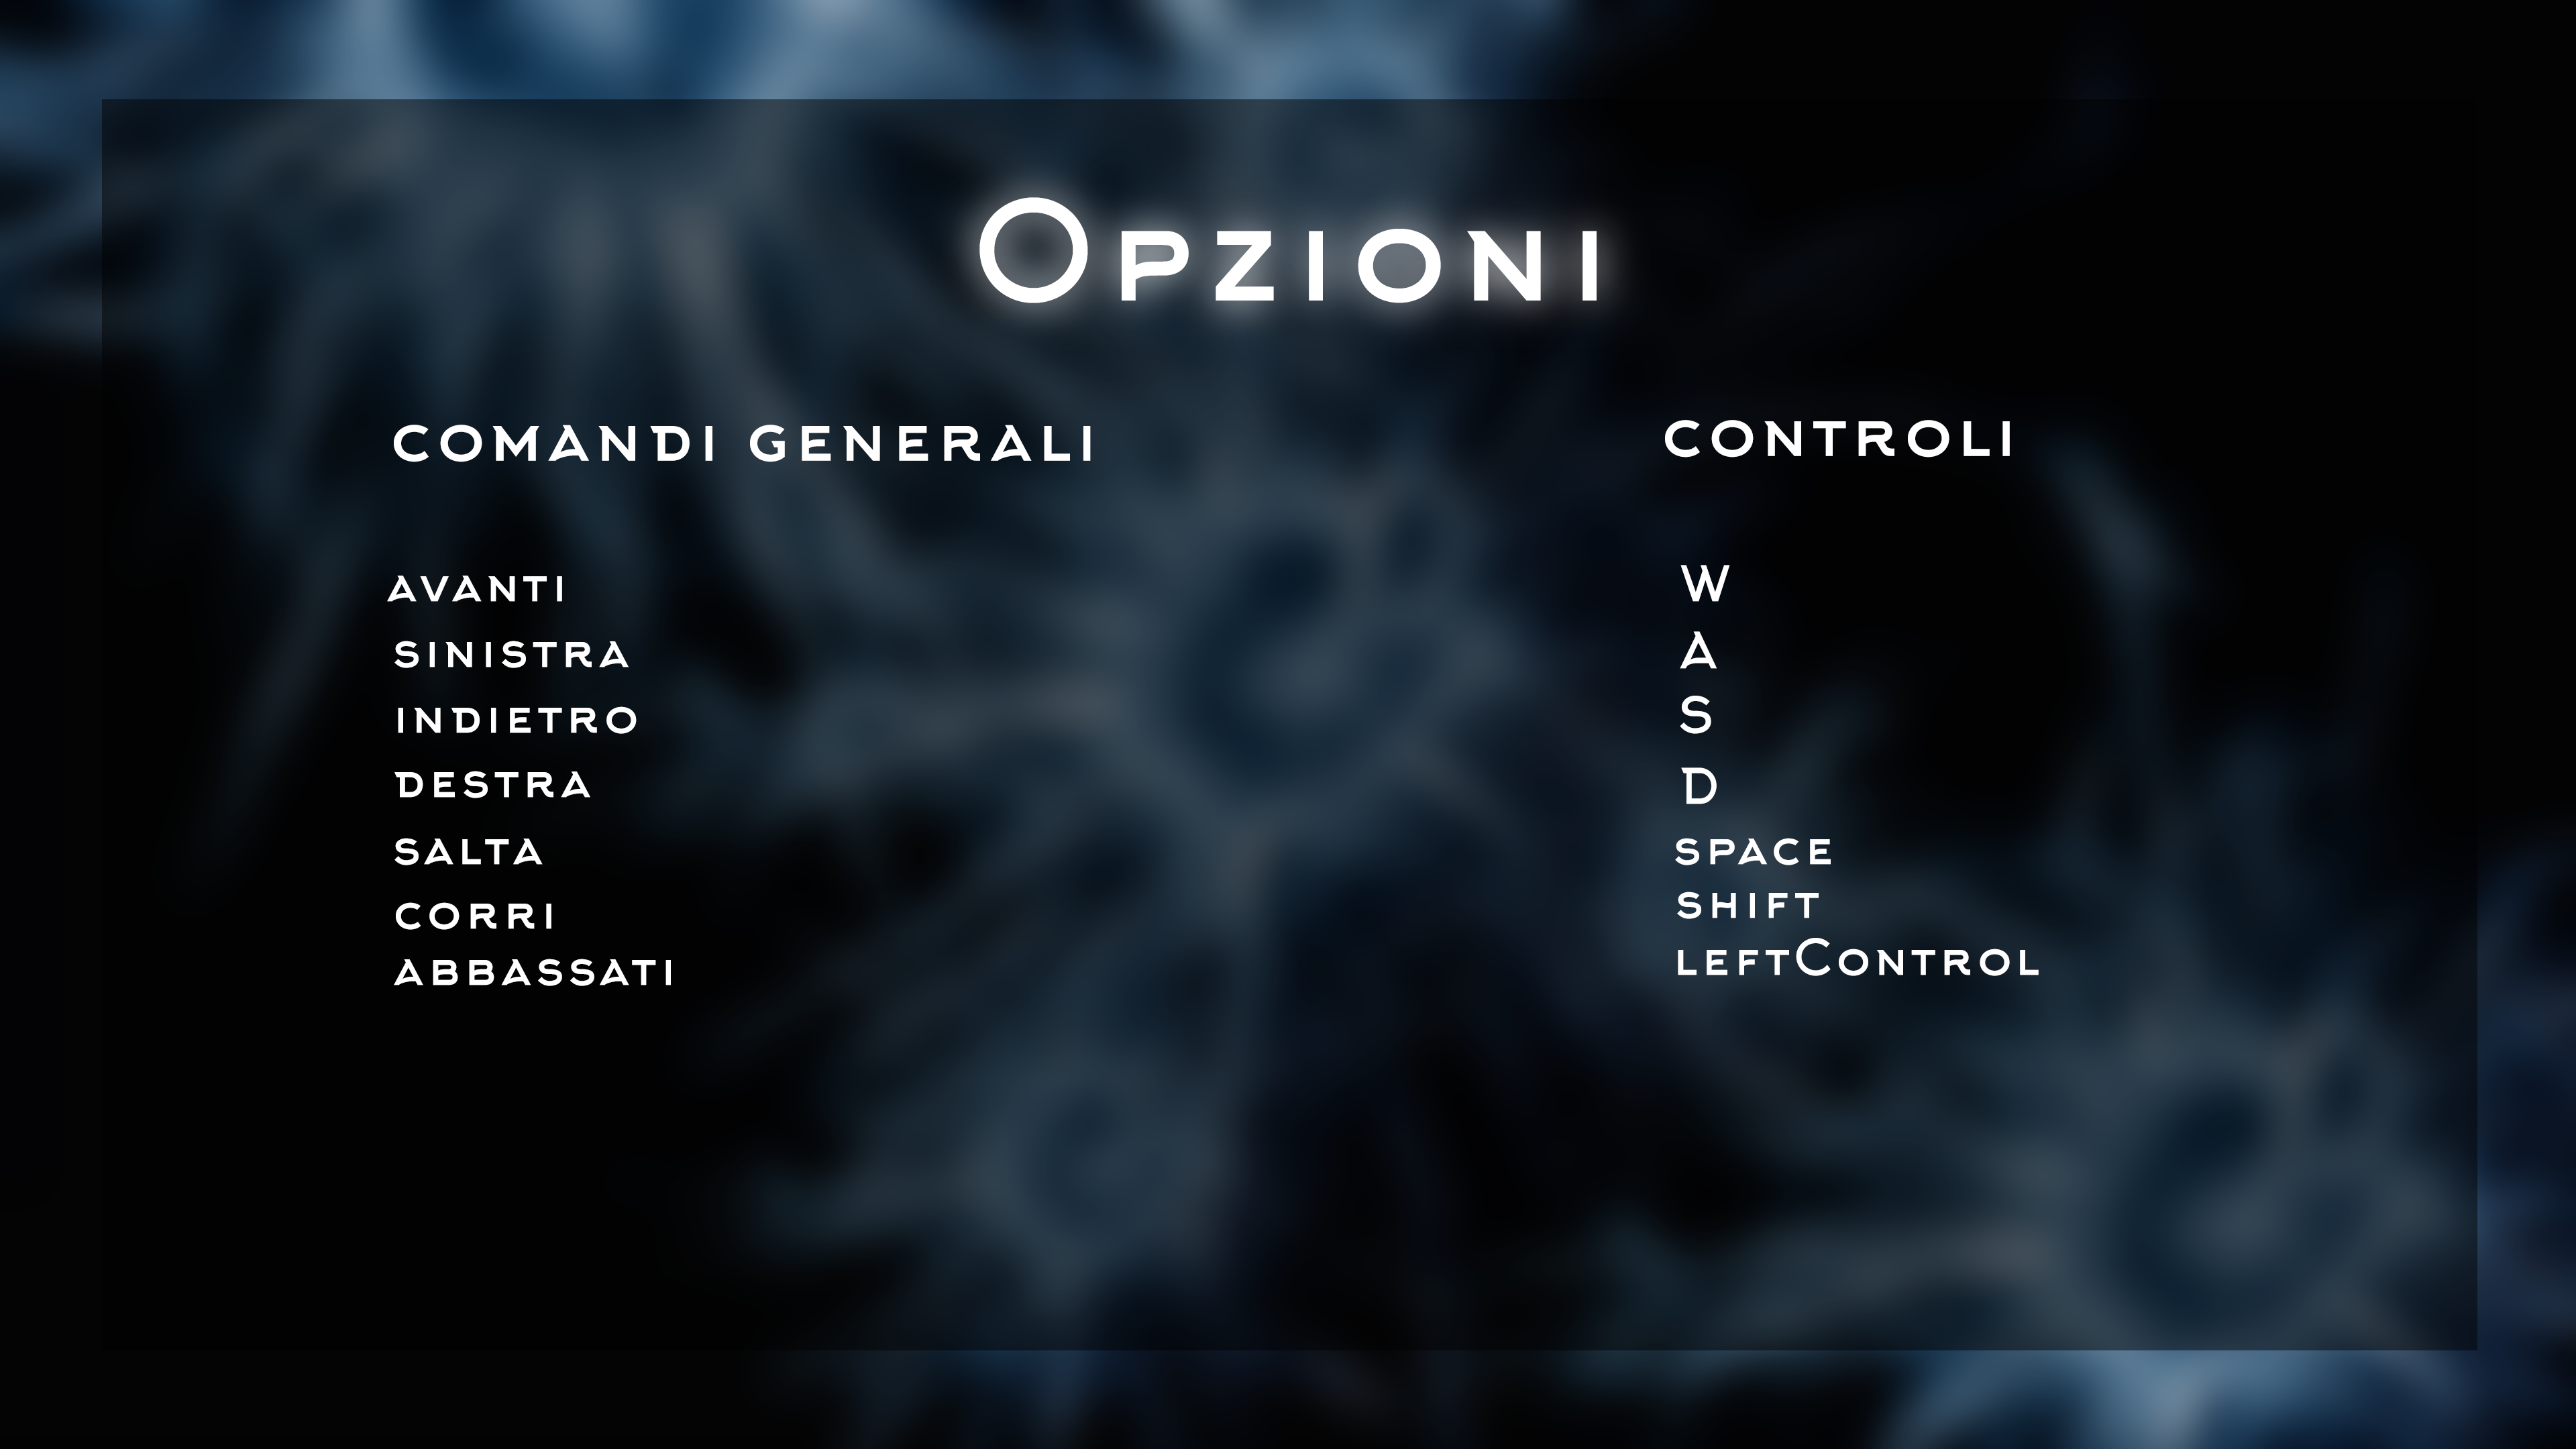 Opzioni
COMANDI GENERALI CONTROLI
AVANTI W
SINISTRA A
INDIETRO S
DESTRA D
SALTA SPACE
CORRI SHIFT
ABBASSATI LEFTCONTROL